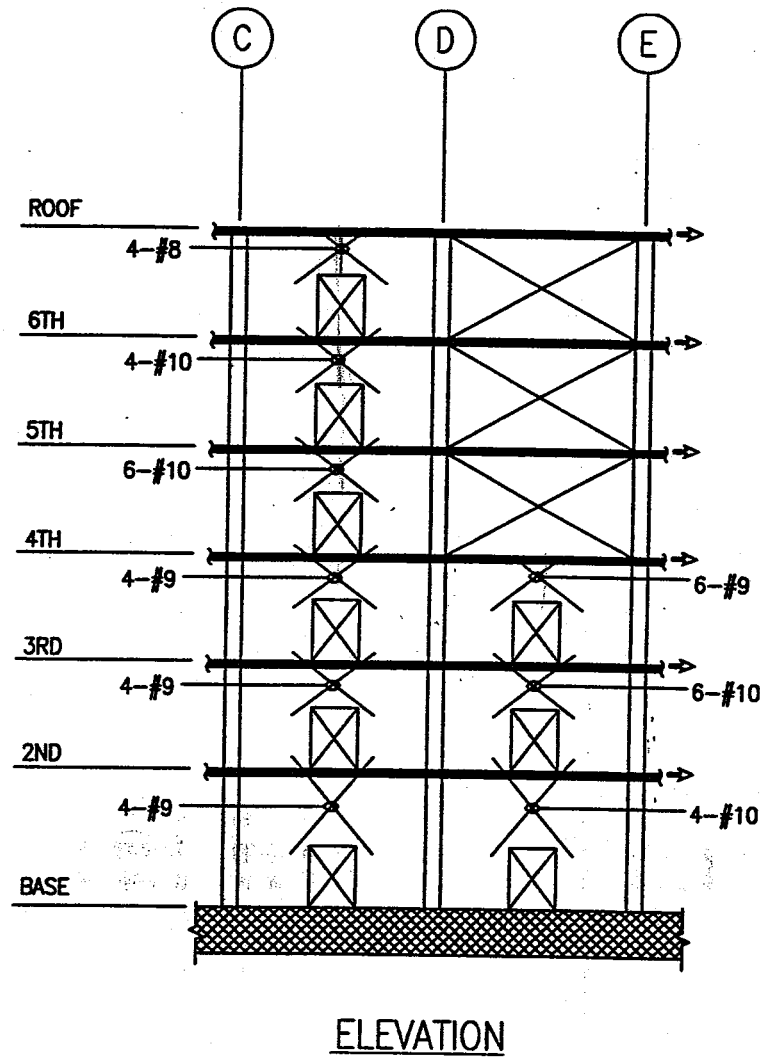 C
D
E
ROOF
4-#8
6TH
4-#10
5TH
6-#10
4TH
4-#9
6-#9
3RD
4-#9
6-#10
2ND
4-#9
4-#10
BASE
ELEVATION